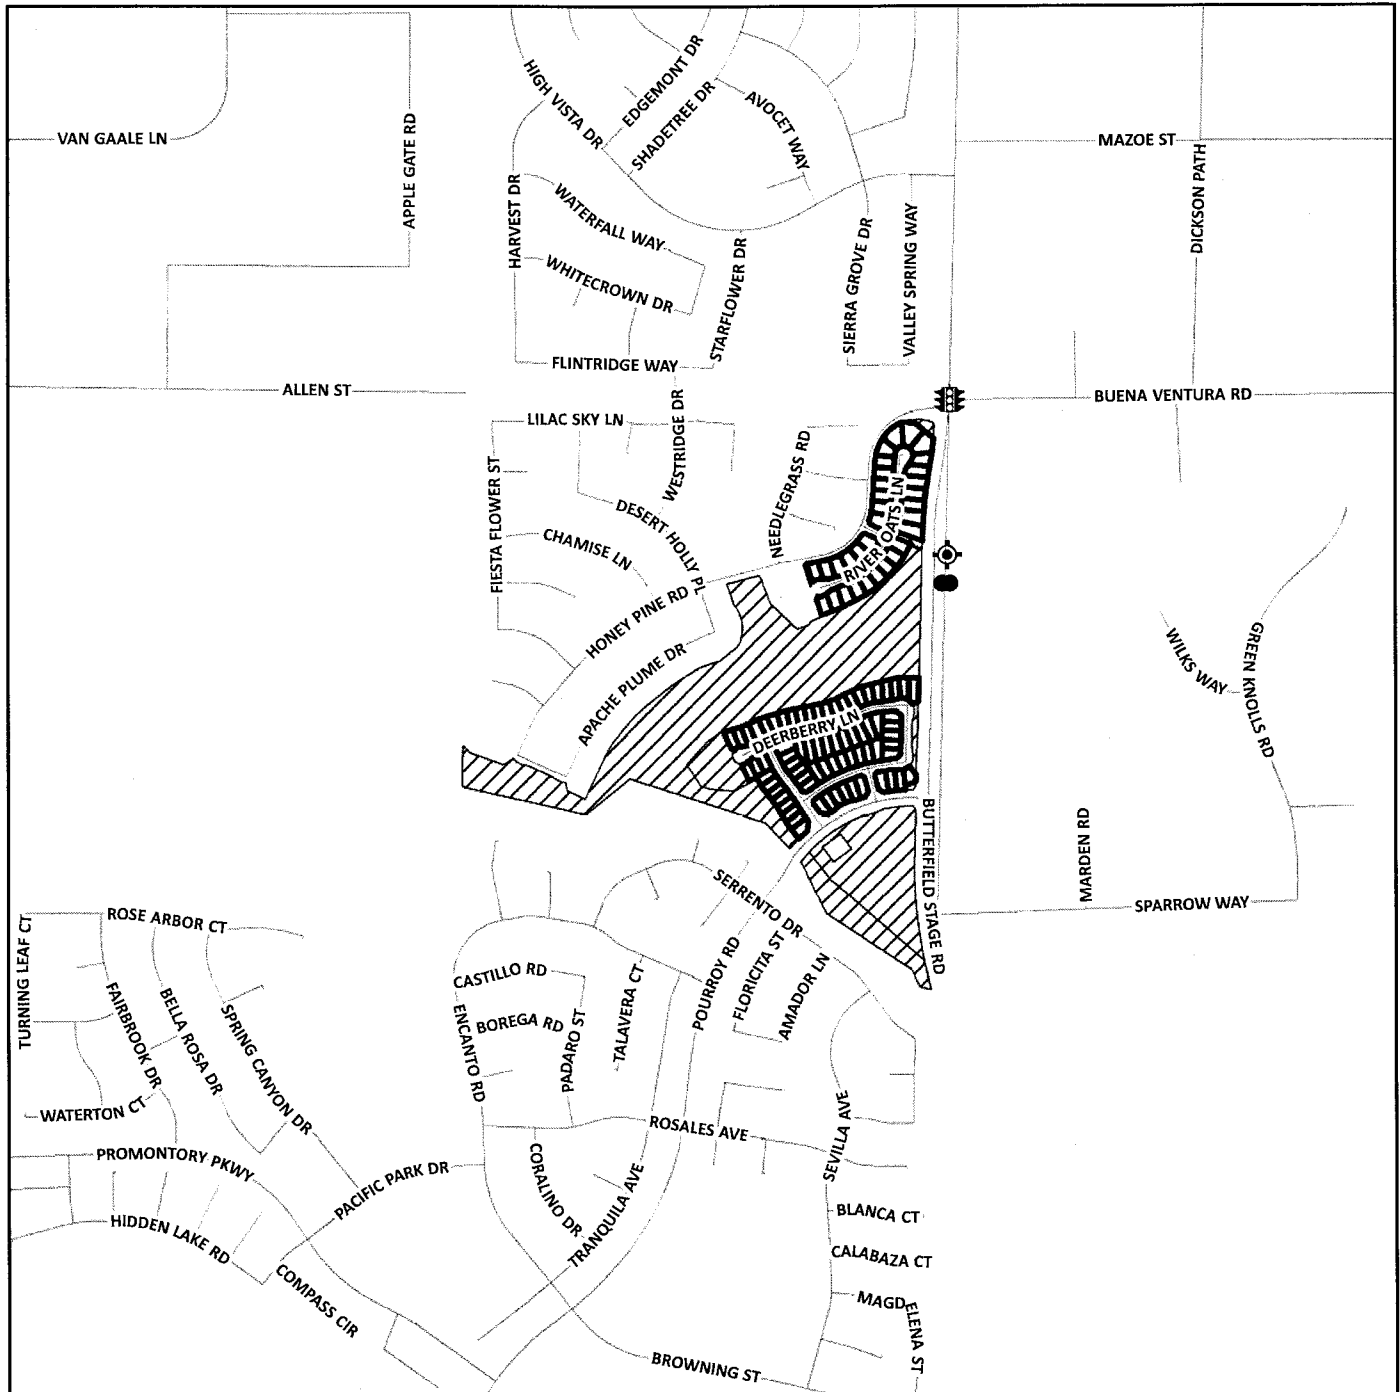 EDGEMONT DR
HIGH VISTA DR
SHADETREE DR
AVOCET WAY
VAN GAALE LN
APPLE GATE RD
MAZOE ST
DICKSON PATH
HARVEST DR
WATERFALL WAY
WHITECROWN DR
STARFLOWER DR
SIERRA GROVE DR
VALLEY SPRING WAY
FLINTRIDGE WAY
ALLEN ST
BUENA VENTURA RD
LILAC SKY LN
WESTRIDGE DR
NEEDLEGRASS RD
FIESTA FLOWER ST
DESERT HOLLY PL
CHAMISE LN
RIVER OATS LN
HONEY PINE RD
APACHE PLUME DR
DEERBERRY LN
WILKS WAY
GREEN KNOLLS RD
BUTTERFIELD STAGE RD
MARDEN RD
SPARROW WAY
SERRENTO DR
TURNING LEAF CT
ROSE ARBOR CT
FAIRBROOK DR
BELLA ROSA DR
SPRING CANYON DR
CASTILLO RD
ENCANTO RD
BOREGA RD
PADARO ST
TALAVERA CT
POURROY RD
FLORICITA ST
AMADOR LN
WATERTON CT
ROSALES AVE
SEVILLA AVE
PROMONTORY PKWY
PACIFIC PARK DR
CORALINO DR
TRANQUILA AVE
HIDDEN LAKE RD
COMPASS CIR
BLANCA CT
CALABAZA CT
MAGDELENA ST
BROWNING ST